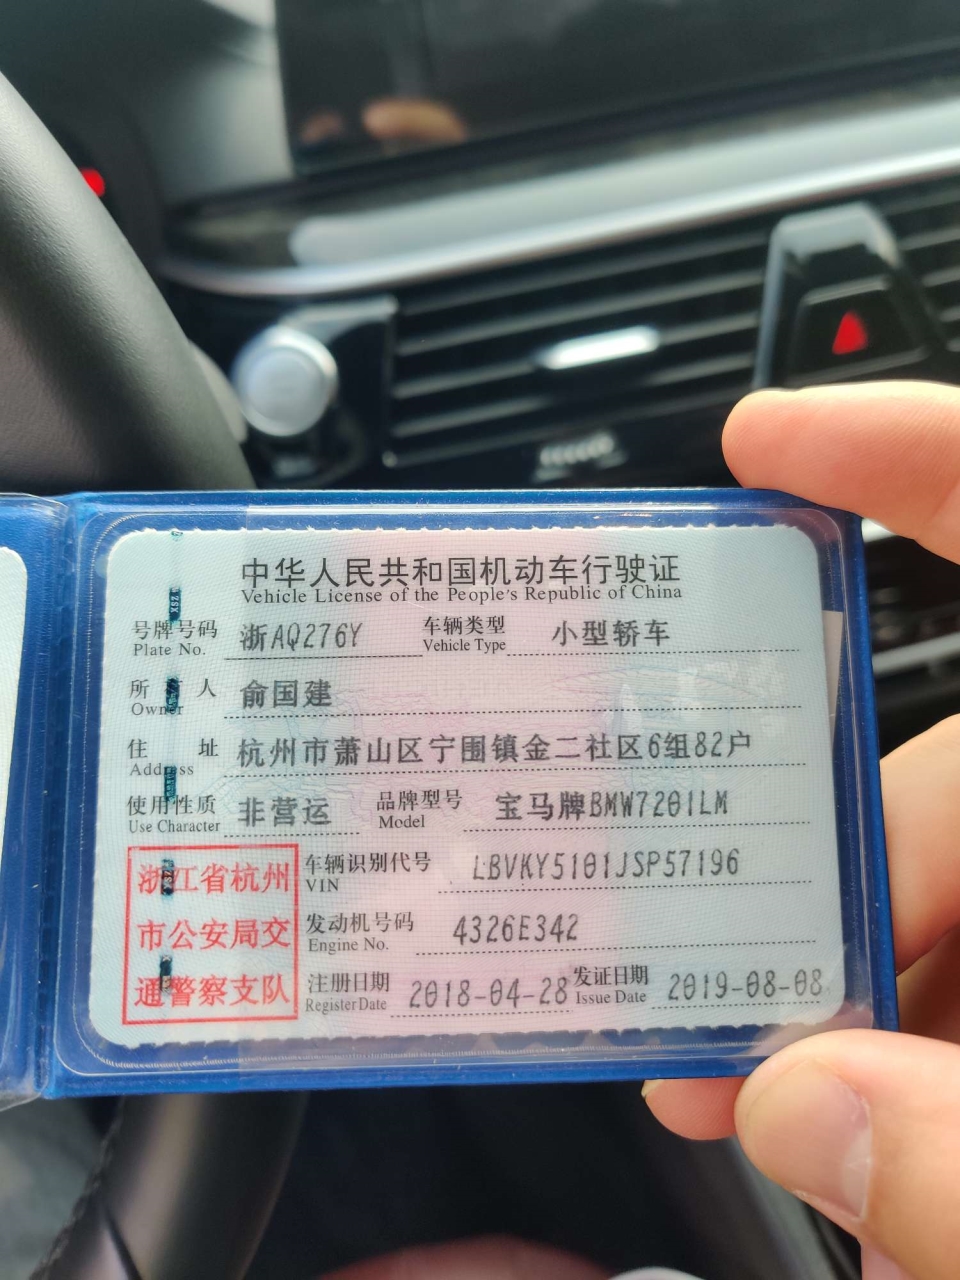 中华人民共和国机动车行驶证
Vehicle License of the People's Republic of China
号牌号码 浙AQ276Y 车辆类型 小型轿车
Plate No. Vehicle Type
所有人 俞国建
Owner
住址 杭州市萧山区宁围镇金二社区6组82户
Address
使用性质 非营运 品牌型号 宝马牌BMW7201LM
Use Character Model
浙江省杭州
市公安局交
通警察支队
车辆识别代号 LBVKY5101JSP57196
VIN
发动机号码 4326E342
Engine No.
注册日期 2018-04-28 发证日期 2019-08-08
Register Date Issue Date